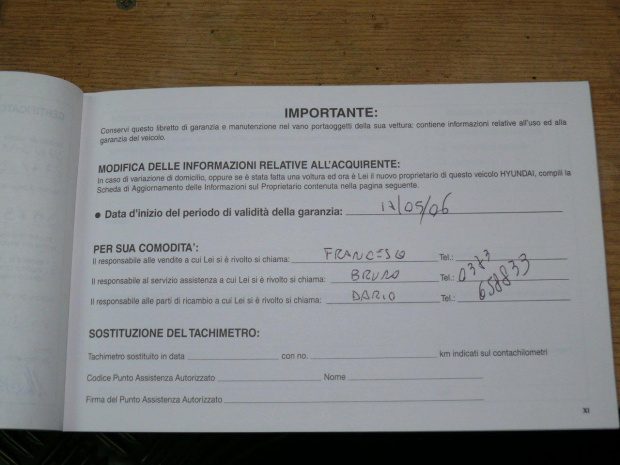 IMPORTANTE:
Conservi questo libretto di garanzia e manutenzione nel vano portaoggetti della sua vettura: contiene informazioni relative all'uso ed alla
garanzia del veicolo.
MODIFICA DELLE INFORMAZIONI RELATIVE ALL'ACQUIRENTE:
In caso di variazione di domicilio, oppure se è stata fatta una voltura ed ora è Lei il nuovo proprietario di questo veicolo HYUNDAI, compili la
Scheda di Aggiornamento delle Informazioni sul Proprietario contenuta nella pagina seguente.
• Data d'inizio del periodo di validità della garanzia: 12/05/06
PER SUA COMODITA':
Il responsabile alle vendite a cui Lei si è rivolto si chiama: FRANCESCO Tel.: 0373
Il responsabile al servizio assistenza a cui Lei si è rivolto si chiama: BRUNO Tel.: 658833
Il responsabile alle parti di ricambio a cui Lei si è rivolto si chiama: DARIO Tel.:
SOSTITUZIONE DEL TACHIMETRO:
Tachimetro sostituito in data con no. km indicati sul contachilometri
Codice Punto Assistenza Autorizzato Nome
Firma del Punto Assistenza Autorizzato
XI